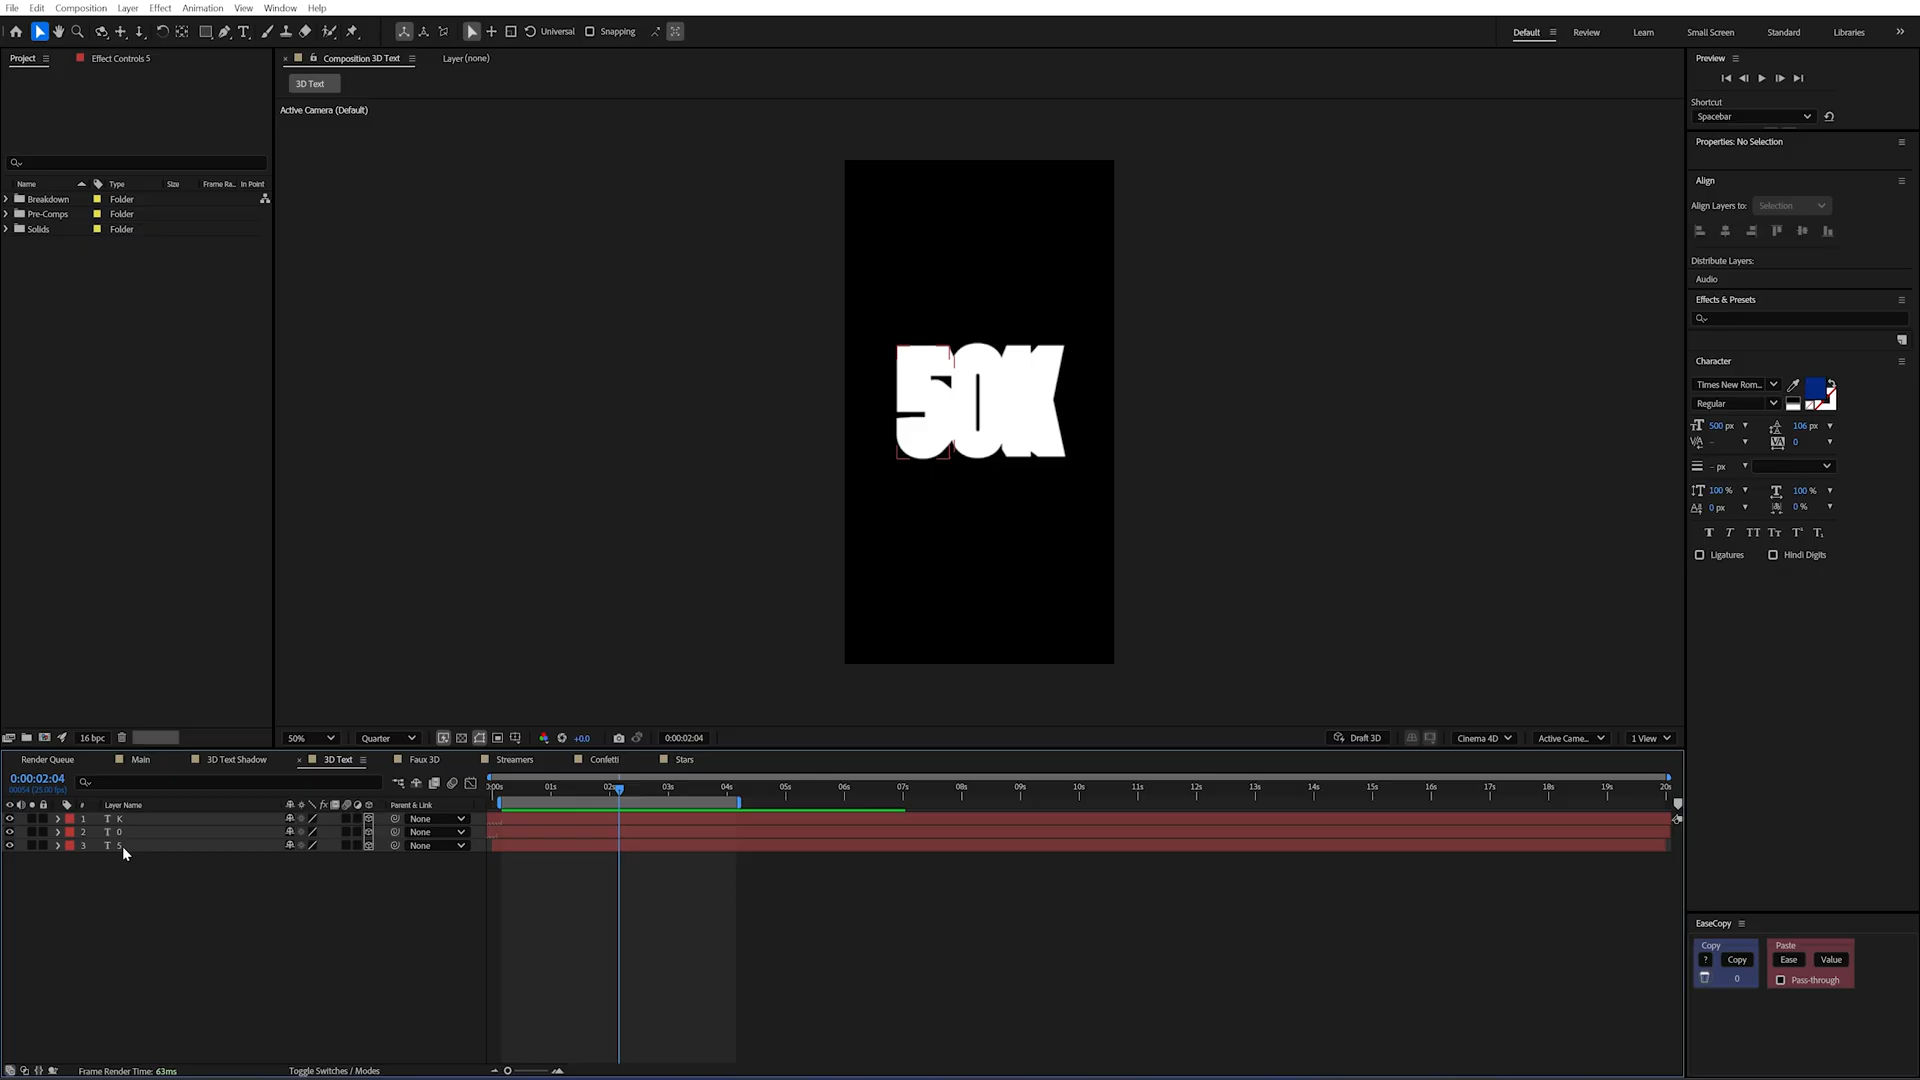 File Edit Composition Layer Effect Animation View Window Help
Universal Snapping Default Review Learn Small Screen Standard Libraries
Project Effect Controls 5 Composition 3D Text Layer (none) Preview
3D Text
Active Camera (Default)
Shortcut
Spacebar
Properties: No Selection
Align
Align Layers to: Selection
Distribute Layers:
Audio
Effects & Presets
Character
Name Type Size Frame Ra... In Point
Breakdown Folder
Pre-Comps Folder
Solids Folder
50K
Times New Rom...
Regular
500 px 106 px
0
- px
100 % 100 %
0 px 0 %
Ligatures Hindi Digits
16 bpc 50% Quarter +0.0 0:00:02:04 Draft 3D Cinema 4D Active Came... 1 View
Render Queue Main 3D Text Shadow 3D Text Faux 3D Streamers Confetti Stars
0:00:02:04
00054 (25.00 fps)
01s 02s 03s 04s 05s 06s 07s 08s 09s 10s 11s 12s 13s 14s 15s 16s 17s 18s 19s 20s
# Layer Name Parent & Link
1 T K None
2 T 0 None
3 T 5 None
EaseCopy
Copy Paste
? Copy Ease Value
0 Pass-through
Frame Render Time: 63ms Toggle Switches / Modes